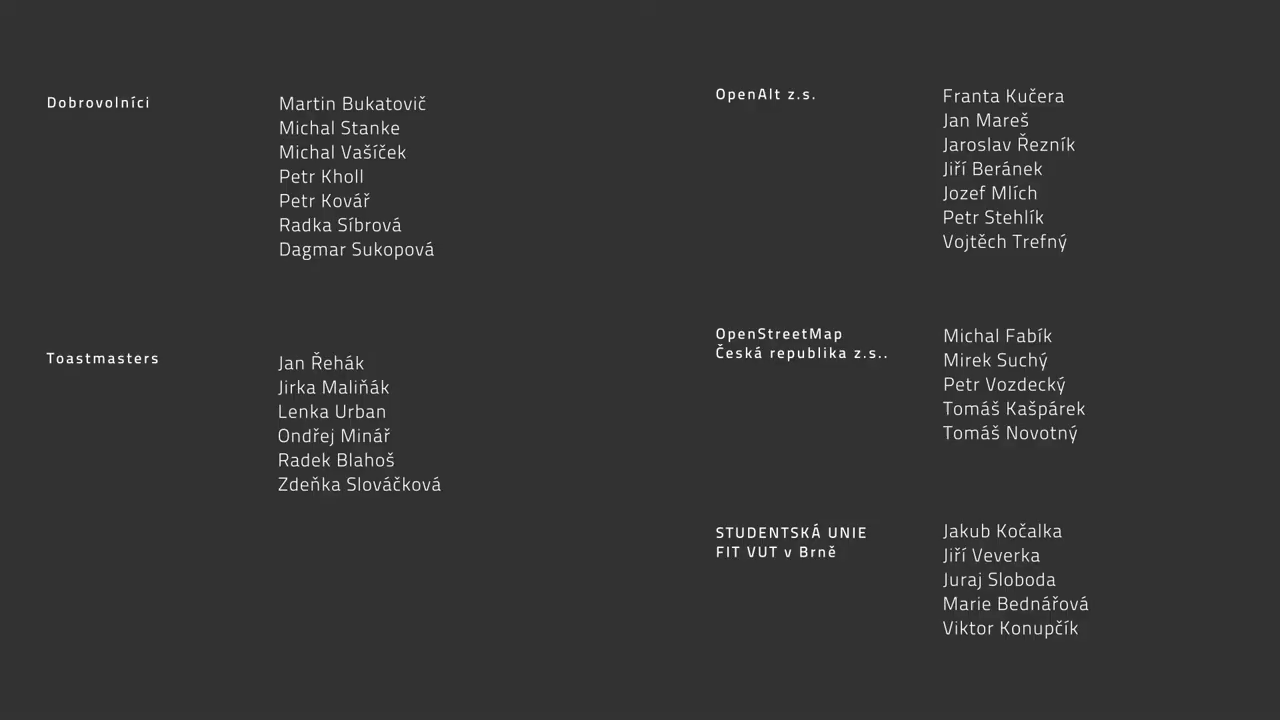 Dobrovolníci
Martin Bukatovič
Michal Stanke
Michal Vašíček
Petr Kholl
Petr Kovář
Radka Síbrová
Dagmar Sukopová
Toastmasters
Jan Řehák
Jirka Maliňák
Lenka Urban
Ondřej Minář
Radek Blahoš
Zdeňka Slováčková
OpenAlt z.s.
Franta Kučera
Jan Mareš
Jaroslav Řezník
Jiří Beránek
Jozef Mlích
Petr Stehlík
Vojtěch Trefný
OpenStreetMap
Česká republika z.s..
Michal Fabík
Mirek Suchý
Petr Vozdecký
Tomáš Kašpárek
Tomáš Novotný
STUDENTSKÁ UNIE
FIT VUT v Brně
Jakub Kočalka
Jiří Veverka
Juraj Sloboda
Marie Bednářová
Viktor Konupčík